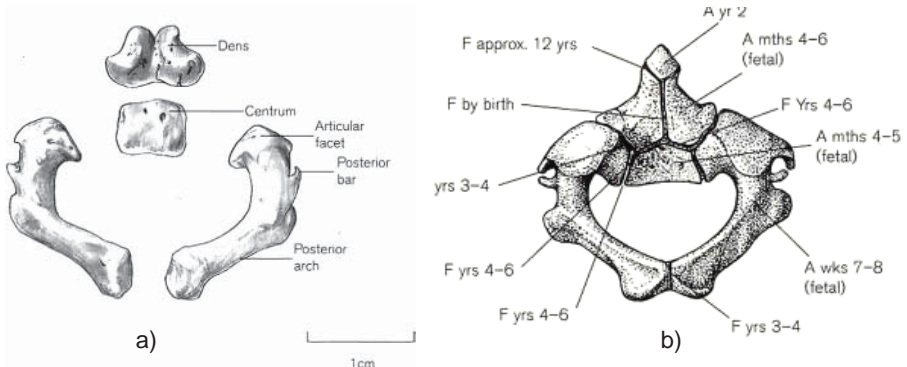 Dens
Centrum
Articular
facet
Posterior
bar
Posterior
arch
a)
1cm
A yr 2
F approx. 12 yrs
A mths 4–6
(fetal)
F by birth
F Yrs 4–6
A mths 4–5
(fetal)
yrs 3–4
F yrs 4–6
A wks 7–8
(fetal)
F yrs 4–6
F yrs 3–4
b)